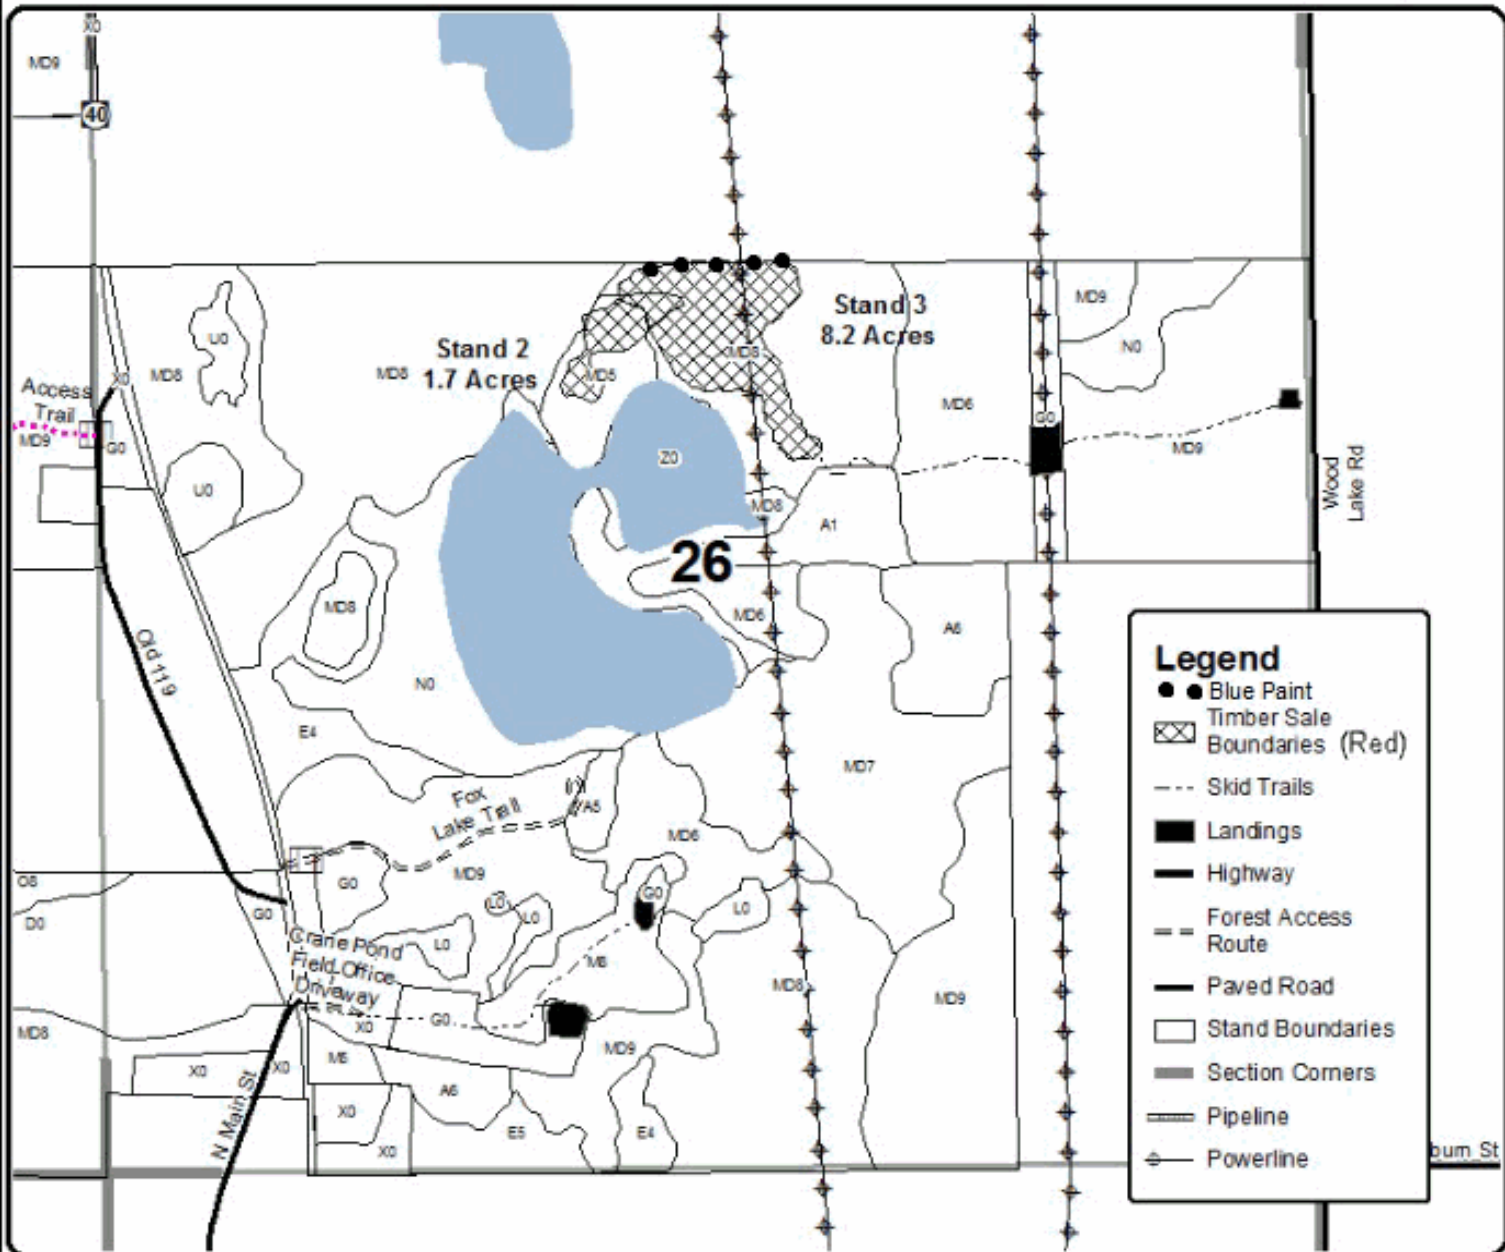 X0
MD9
40
Stand 3
8.2 Acres
Stand 2
1.7 Acres
MD9
N0
U0
MD8
MD8
MD5
MD8
X0
Access
Trail
MD9
G0
MD6
G0
MD9
Z0
U0
MD8
A1
Wood
Lake Rd
26
MD8
MD6
A6
Old 119
N0
E4
MD7
Fox
Lake Trail
A5
MD6
MD9
O8
D0
G0
G0
L0
L0
L0
G0
L0
Crane Pond
Field Office
Driveway
M6
MD8
MD9
X0
G0
MD8
MD9
M6
X0
X0
A6
X0
E5
E4
X0
N Main St
burn St
Legend
Blue Paint
Timber Sale
Boundaries (Red)
Skid Trails
Landings
Highway
Forest Access
Route
Paved Road
Stand Boundaries
Section Corners
Pipeline
Powerline